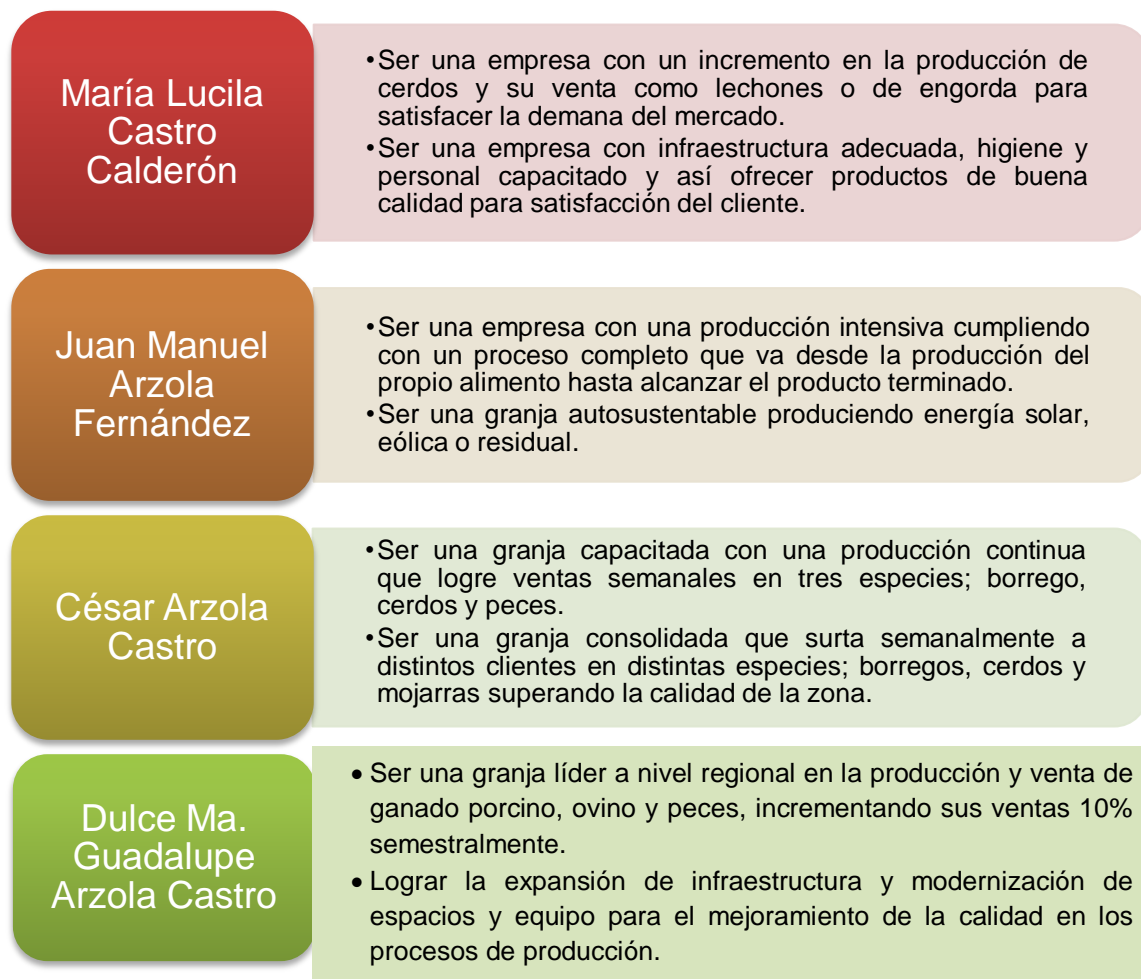 María Lucila
Castro
Calderón
•Ser una empresa con un incremento en la producción de
cerdos y su venta como lechones o de engorda para
satisfacer la demana del mercado.
•Ser una empresa con infraestructura adecuada, higiene y
personal capacitado y así ofrecer productos de buena
calidad para satisfacción del cliente.
Juan Manuel
Arzola
Fernández
•Ser una empresa con una producción intensiva cumpliendo
con un proceso completo que va desde la producción del
propio alimento hasta alcanzar el producto terminado.
•Ser una granja autosustentable produciendo energía solar,
eólica o residual.
César Arzola
Castro
•Ser una granja capacitada con una producción continua
que logre ventas semanales en tres especies; borrego,
cerdos y peces.
•Ser una granja consolidada que surta semanalmente a
distintos clientes en distintas especies; borregos, cerdos y
mojarras superando la calidad de la zona.
Dulce Ma.
Guadalupe
Arzola Castro
• Ser una granja líder a nivel regional en la producción y venta de
ganado porcino, ovino y peces, incrementando sus ventas 10%
semestralmente.
• Lograr la expansión de infraestructura y modernización de
espacios y equipo para el mejoramiento de la calidad en los
procesos de producción.